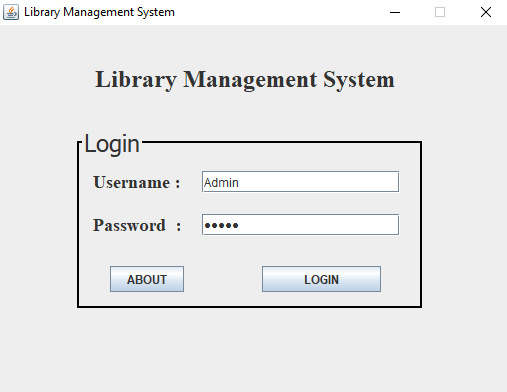 Library Management System
Library Management System
Login
Username :
Admin
Password :
•••••
ABOUT
LOGIN